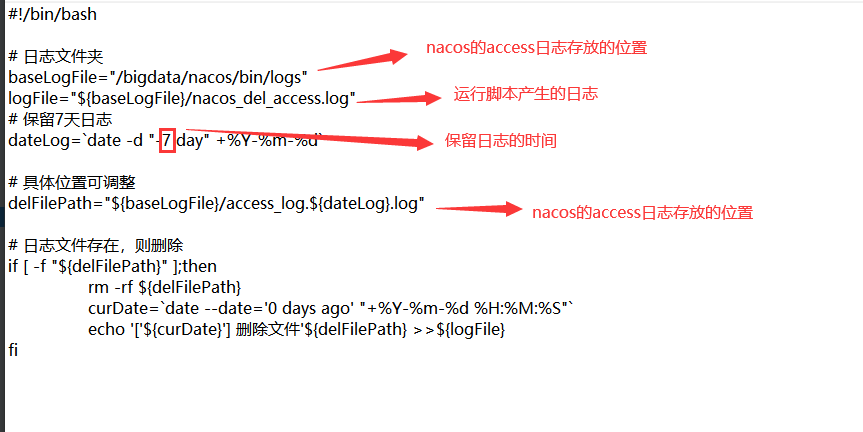 #!/bin/bash
# 日志文件夹
nacos的access日志存放的位置
baseLogFile="/bigdata/nacos/bin/logs"
logFile="${baseLogFile}/nacos_del_access.log"
运行脚本产生的日志
# 保留7天日志
dateLog=`date -d "-7 day" +%Y-%m-%d`
保留日志的时间
# 具体位置可调整
delFilePath="${baseLogFile}/access_log.${dateLog}.log"
nacos的access日志存放的位置
# 日志文件存在，则删除
if [ -f "${delFilePath}" ];then
rm -rf ${delFilePath}
curDate=`date --date='0 days ago' "+%Y-%m-%d %H:%M:%S"`
echo '['${curDate}'] 删除文件'${delFilePath} >>${logFile}
fi